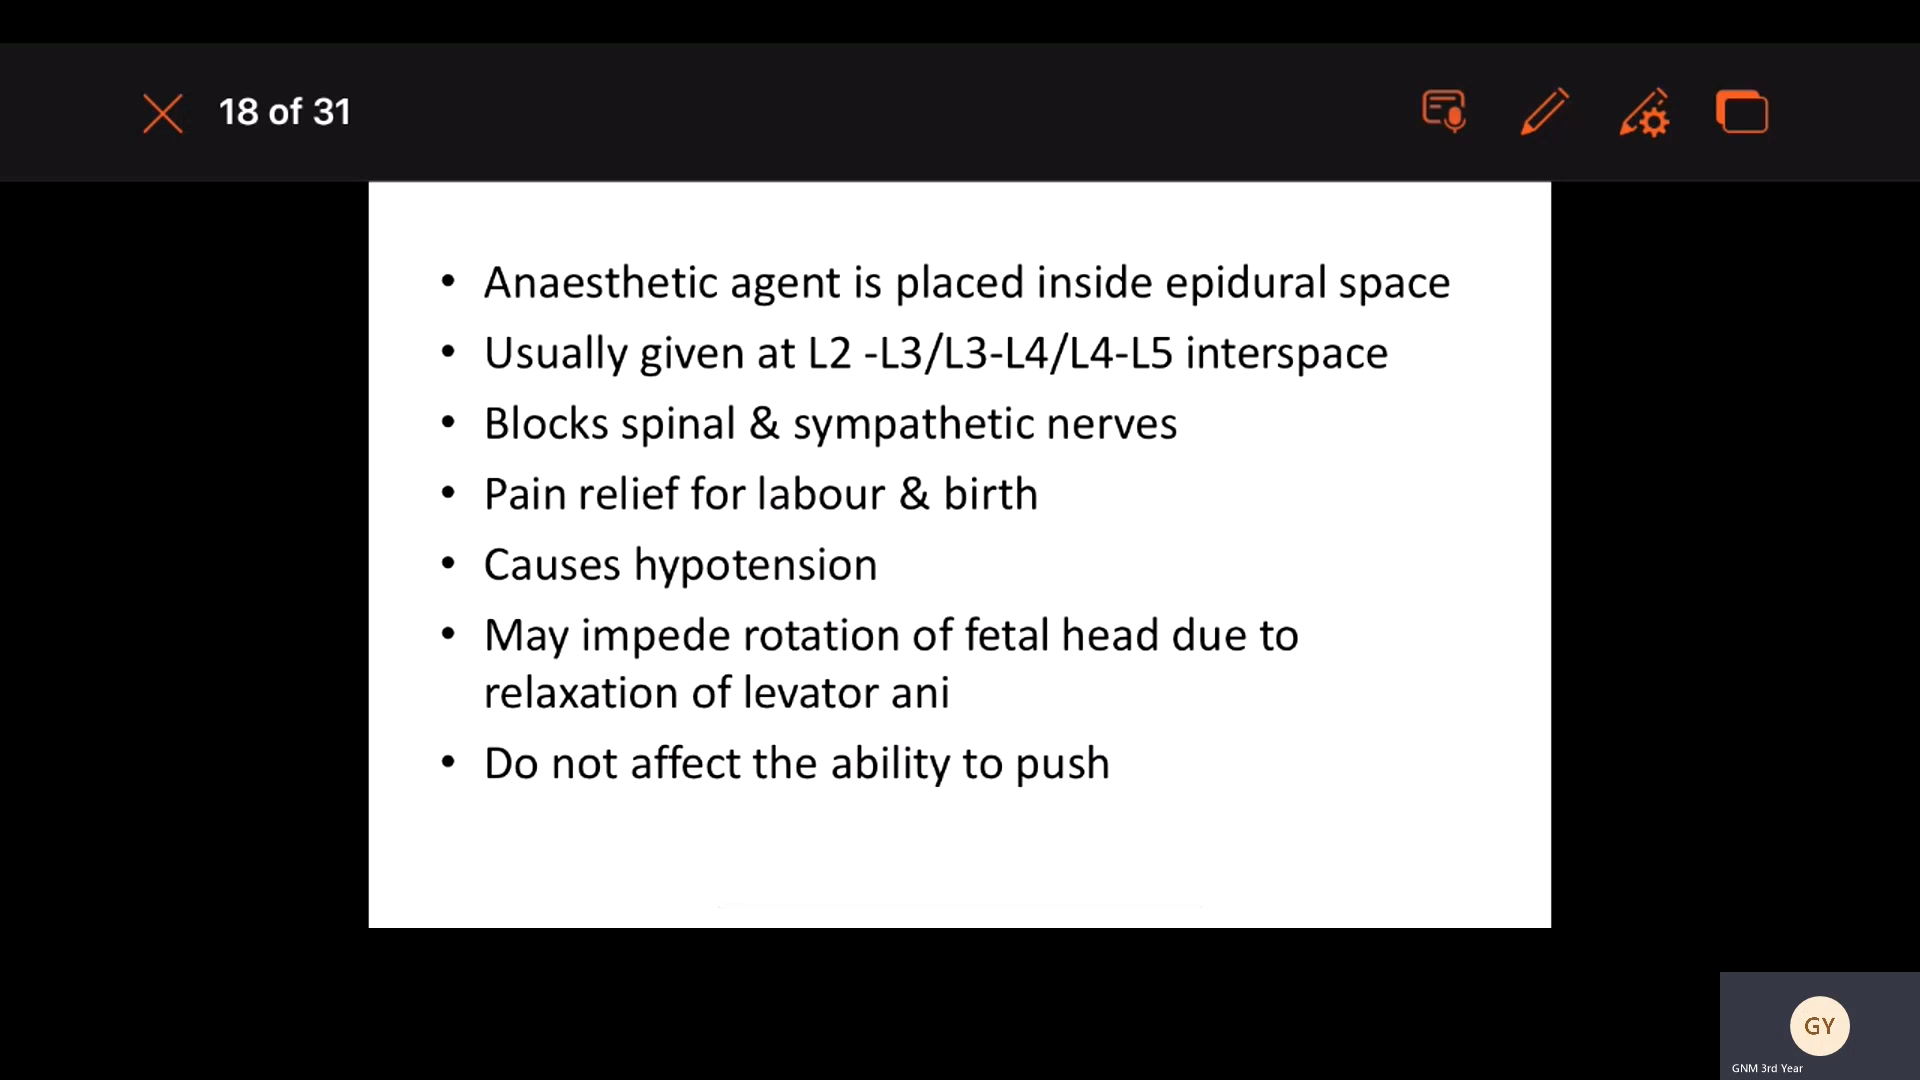 18 of 31
• Anaesthetic agent is placed inside epidural space
• Usually given at L2 -L3/L3-L4/L4-L5 interspace
• Blocks spinal & sympathetic nerves
• Pain relief for labour & birth
• Causes hypotension
• May impede rotation of fetal head due to
relaxation of levator ani
• Do not affect the ability to push
GY
GNM 3rd Year